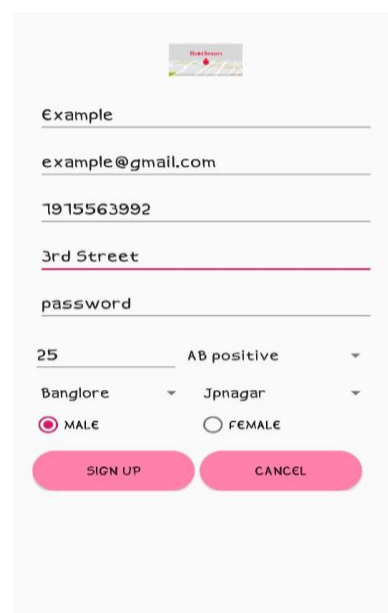 Example
example@gmail.com
7975563992
3rd Street
password
25 AB positive
Banglore Jpnagar
MALE FEMALE
SIGN UP CANCEL